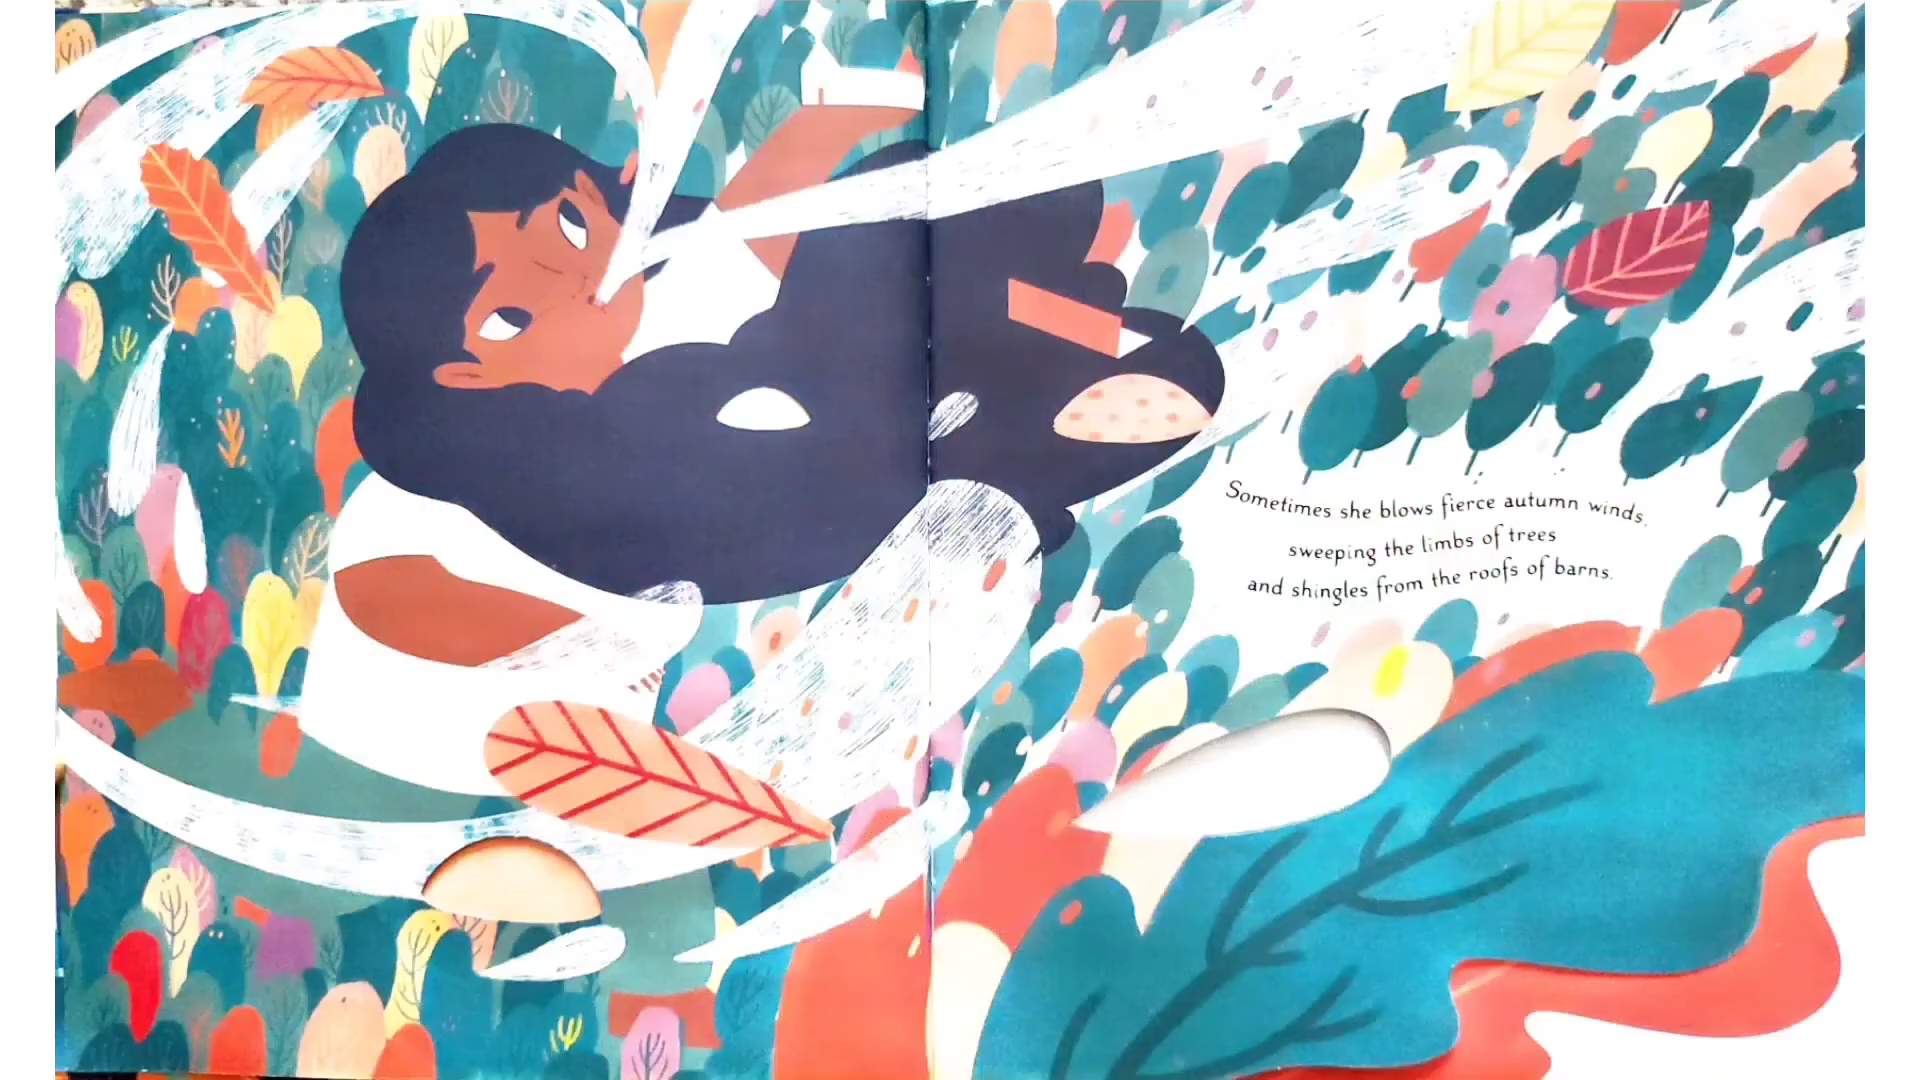 Sometimes she blows fierce autumn winds,
sweeping the limbs of trees
and shingles from the roofs of barns.